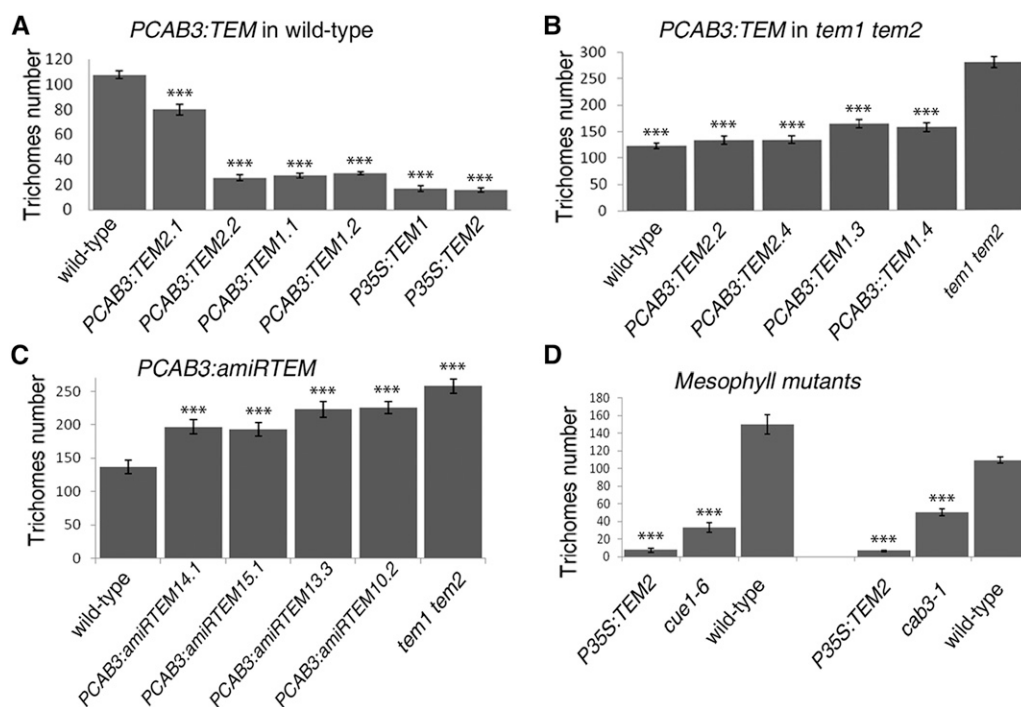 A
PCAB3:TEM in wild-type
Trichomes number
120
100
80
60
40
20
0
***
***
***
***
***
***
wild-type
PCAB3:TEM2.1
PCAB3:TEM2.2
PCAB3:TEM1.1
PCAB3:TEM1.2
P35S:TEM1
P35S:TEM2
B
PCAB3:TEM in tem1 tem2
Trichomes number
300
250
200
150
100
50
0
***
***
***
***
***
wild-type
PCAB3:TEM2.2
PCAB3:TEM2.4
PCAB3:TEM1.3
PCAB3::TEM1.4
tem1 tem2
C
PCAB3:amiRTEM
Trichomes number
250
200
150
100
50
0
***
***
***
***
***
wild-type
PCAB3:amiRTEM14.1
PCAB3:amiRTEM15.1
PCAB3:amiRTEM13.3
PCAB3:amiRTEM10.2
tem1 tem2
D
Mesophyll mutants
Trichomes number
180
160
140
120
100
80
60
40
20
0
***
***
***
***
P35S:TEM2
cue1-6
wild-type
P35S:TEM2
cab3-1
wild-type